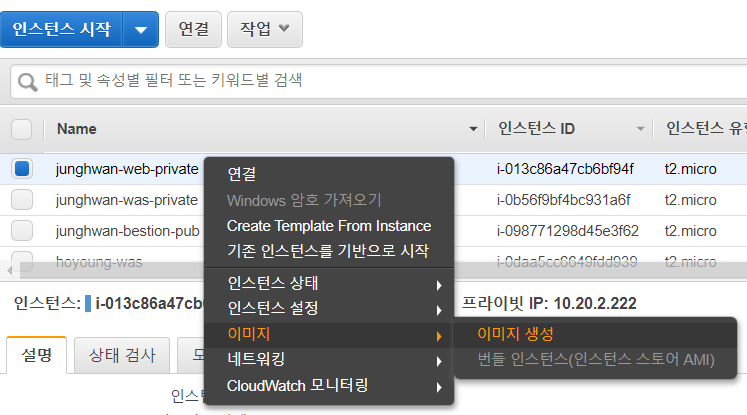 인스턴스 시작 연결 작업
태그 및 속성별 필터 또는 키워드별 검색
Name 인스턴스 ID 인스턴스 유형
junghwan-web-private i-013c86a47cb6bf94f t2.micro
junghwan-was-private i-0b56f9bf4bc931a6f t2.micro
junghwan-bestion-pub i-098771298d45e3f62 t2.micro
hoyoung-was i-0daa5cc6649fdd939 t2.micro
연결
Windows 암호 가져오기
Create Template From Instance
기존 인스턴스를 기반으로 시작
인스턴스 상태
인스턴스 설정
이미지
네트워킹
CloudWatch 모니터링
이미지 생성
번들 인스턴스(인스턴스 스토어 AMI)
인스턴스: i-013c86a47cb 프라이빗 IP: 10.20.2.222
설명 상태 검사 모
인스